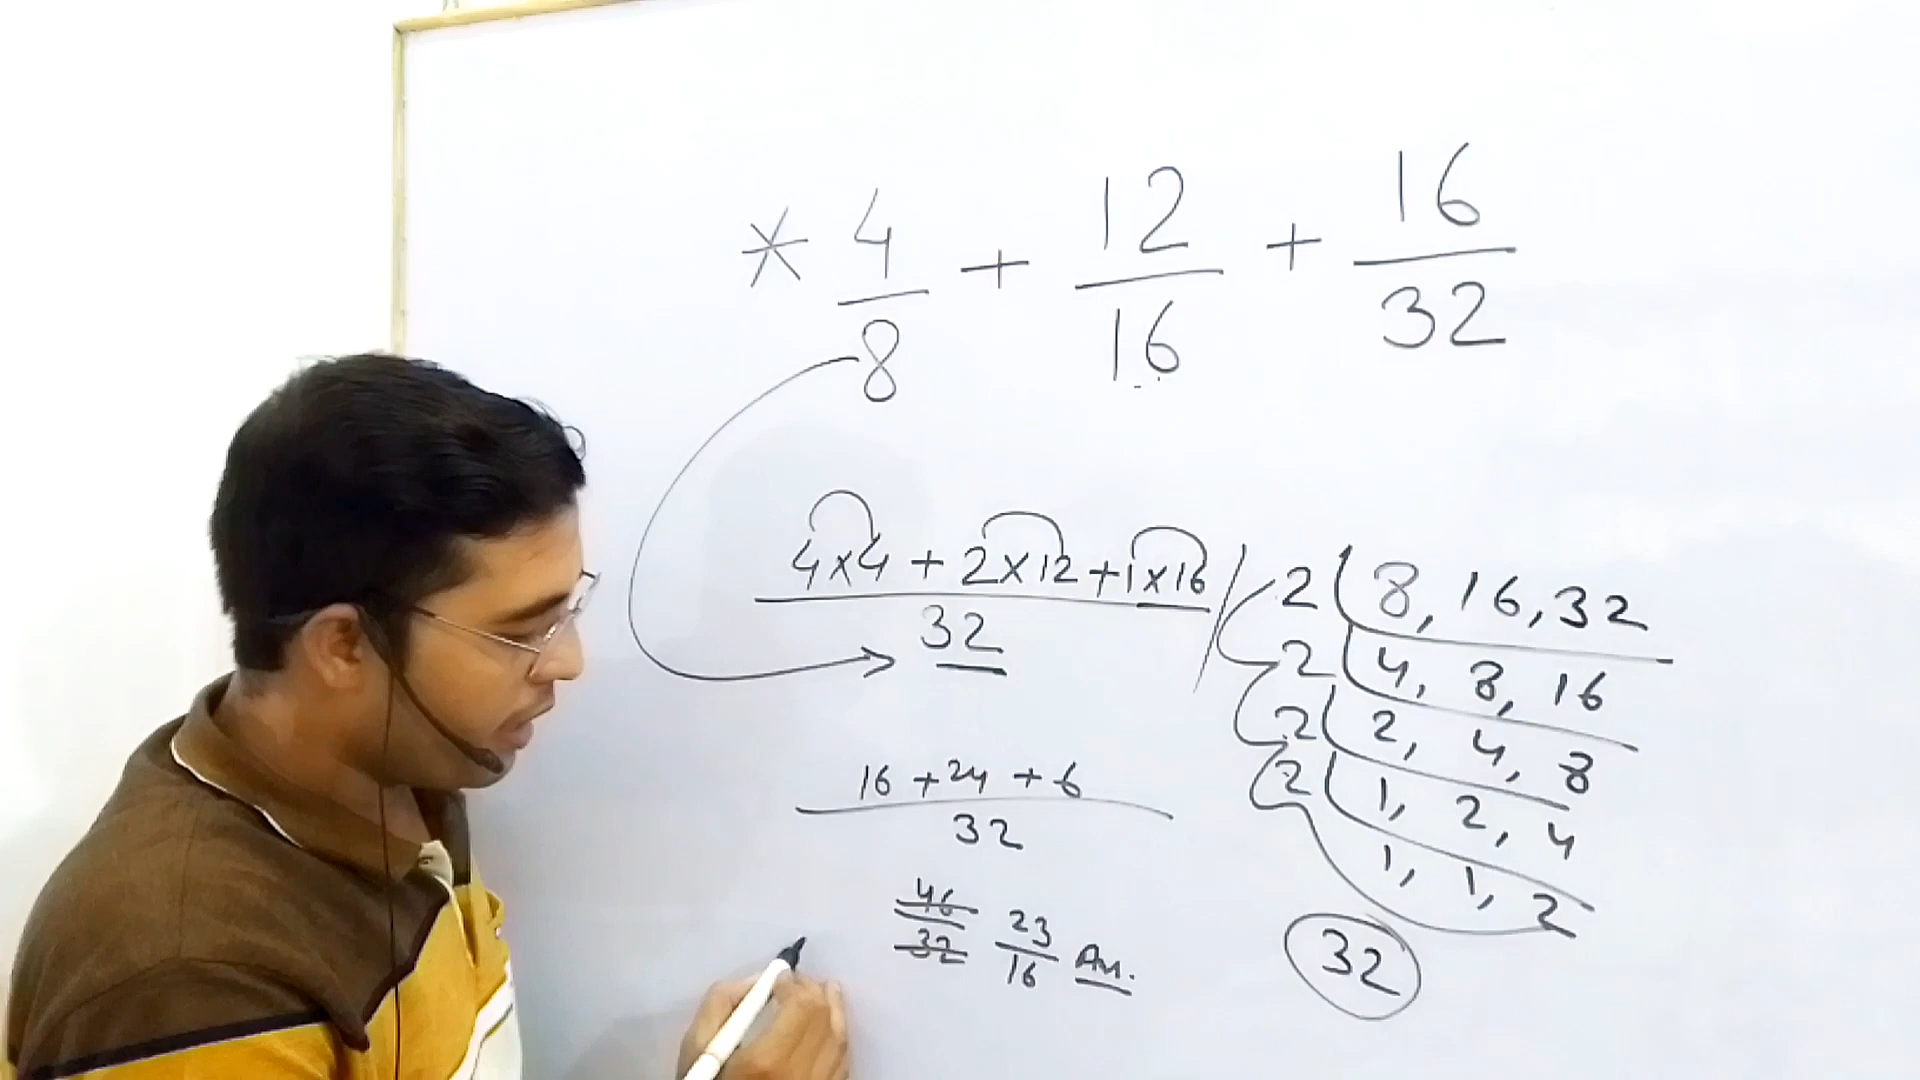 * 4/8 + 12/16 + 16/32
4×4 + 2×12 + 1×16 / 32
16 + 24 + 6 / 32
46/32 23/16 An.
2 | 8, 16, 32
2 | 4, 8, 16
2 | 2, 4, 8
2 | 1, 2, 4
1, 1, 2
32